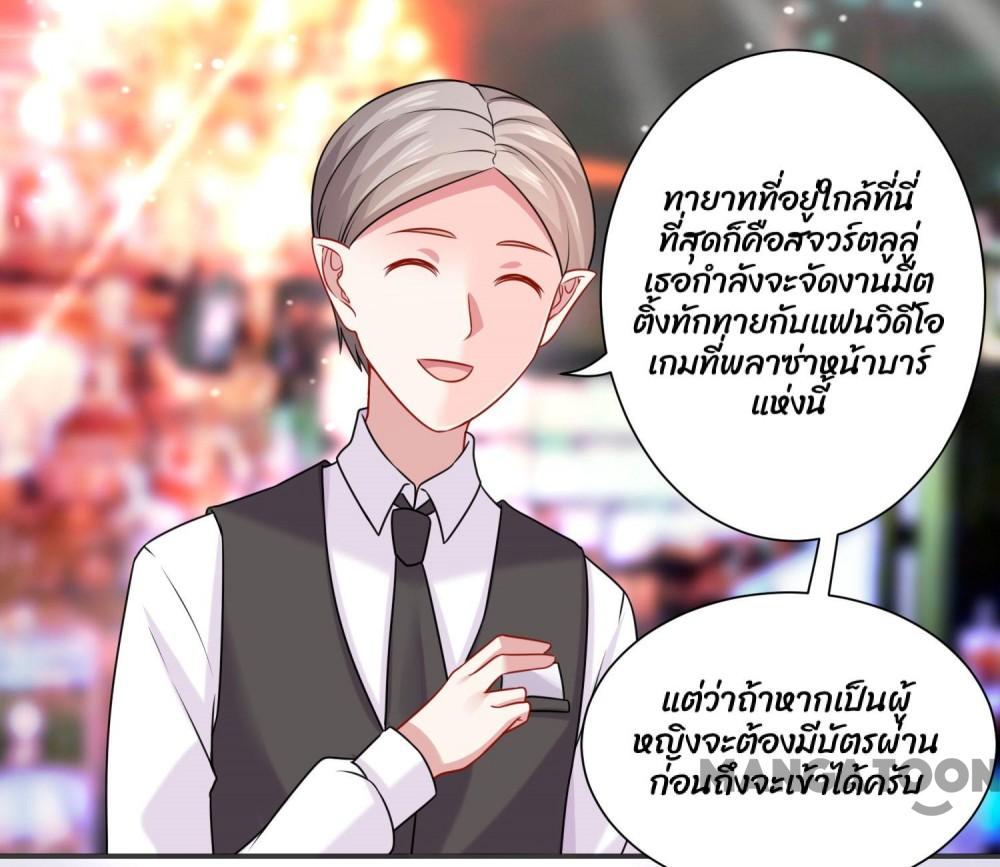 ทายาทที่อยู่ใกล้ที่นี่
ที่สุดก็คือสจวร์ตลูลู่
เธอกำลังจะจัดงานมีต
ติ้งทักทายกับแฟนวิดีโอ
เกมที่พลาซ่าหน้าบาร์
แห่งนี้
แต่ว่าถ้าหากเป็นผู้
หญิงจะต้องมีบัตรผ่าน
ก่อนถึงจะเข้าได้ครับ
MANGATOON